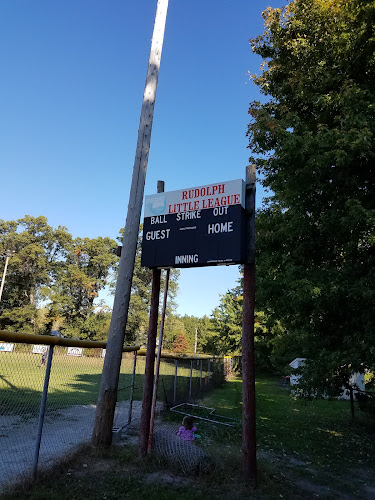 RUDOLPH
LITTLE LEAGUE
BALL STRIKE OUT
GUEST HOME
INNING